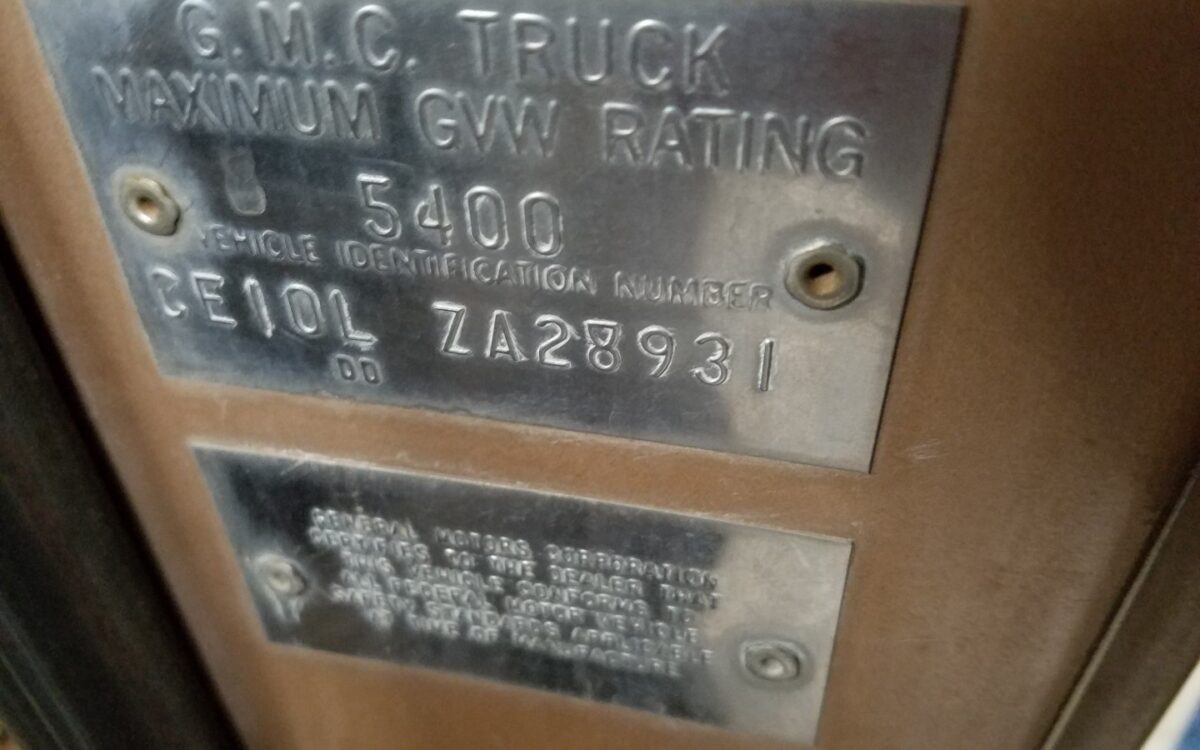 G.M.C. TRUCK
MAXIMUM GVW RATING
5400
VEHICLE IDENTIFICATION NUMBER
CE10L ZA28931
DD
GENERAL MOTORS CORPORATION
CERTIFIES TO THE DEALER THAT
THIS VEHICLE CONFORMS TO
ALL FEDERAL MOTOR VEHICLE
SAFETY STANDARDS APPLICABLE
TIME OF MANUFACTURE